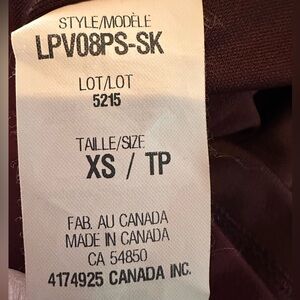 STYLE/MODÈLE
LPV08PS-SK
LOT/LOT
5215
TAILLE/SIZE
XS / TP
FAB. AU CANADA
MADE IN CANADA
CA 54850
4174925 CANADA INC.